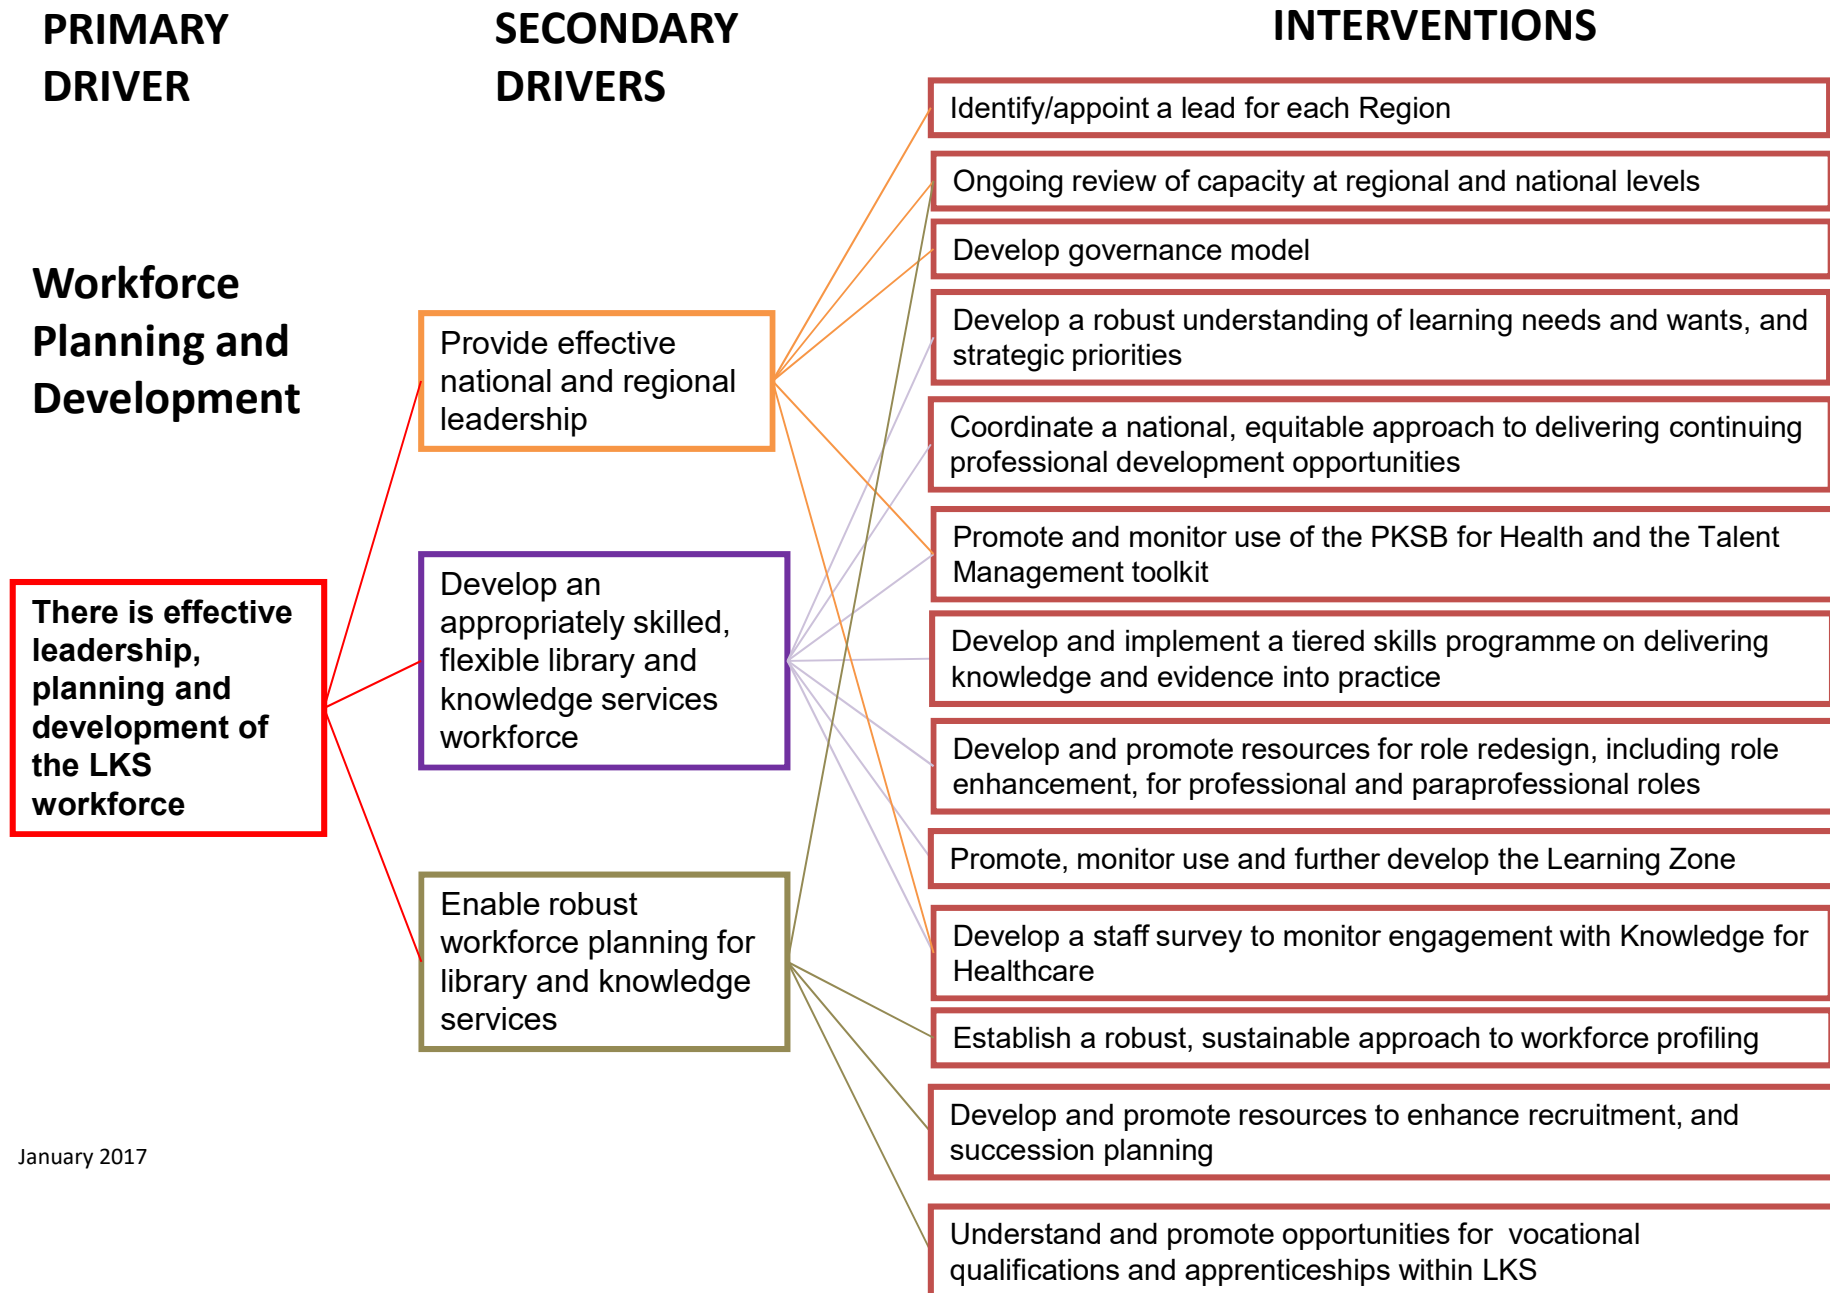 PRIMARY
DRIVER
SECONDARY
DRIVERS
INTERVENTIONS
Workforce
Planning and
Development
There is effective
leadership,
planning and
development of
the LKS
workforce
Provide effective
national and regional
leadership
Develop an
appropriately skilled,
flexible library and
knowledge services
workforce
Enable robust
workforce planning for
library and knowledge
services
Identify/appoint a lead for each Region
Ongoing review of capacity at regional and national levels
Develop governance model
Develop a robust understanding of learning needs and wants, and
strategic priorities
Coordinate a national, equitable approach to delivering continuing
professional development opportunities
Promote and monitor use of the PKSB for Health and the Talent
Management toolkit
Develop and implement a tiered skills programme on delivering
knowledge and evidence into practice
Develop and promote resources for role redesign, including role
enhancement, for professional and paraprofessional roles
Promote, monitor use and further develop the Learning Zone
Develop a staff survey to monitor engagement with Knowledge for
Healthcare
Establish a robust, sustainable approach to workforce profiling
Develop and promote resources to enhance recruitment, and
succession planning
Understand and promote opportunities for  vocational
qualifications and apprenticeships within LKS
January 2017